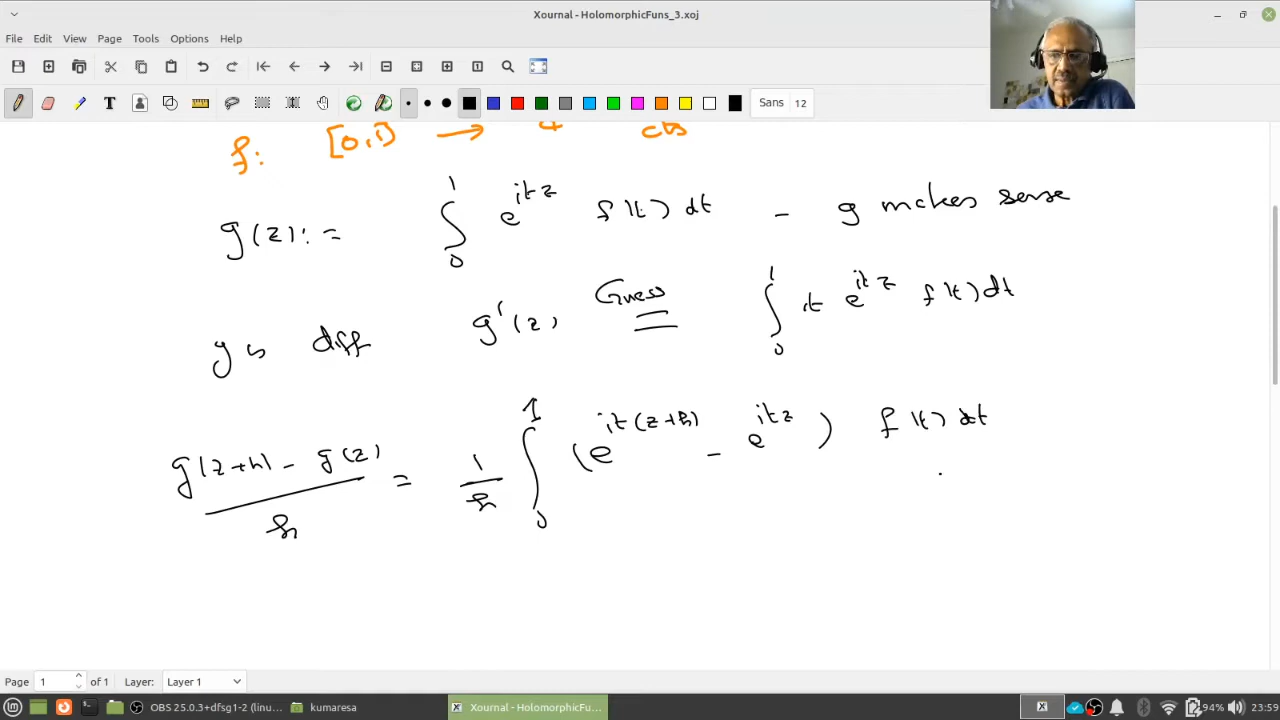 Xournal - HolomorphicFuns_3.xoj
File Edit View Page Tools Options Help
Sans 12
f: [0,1] → ℂ cts
g(z) := ∫₀¹ e^{itz} f(t) dt - g makes sense
g is diff g'(z) Guess = ∫₀¹ it e^{itz} f(t) dt
(g(z+h) - g(z))/h = 1/h ∫₀¹ (e^{it(z+h)} - e^{itz}) f(t) dt
Page 1 of 1 Layer: Layer 1
OBS 25.0.3+dfsg1-2 (linu... kumaresa Xournal - HolomorphicFuns_3.xoj... 94% 23:59